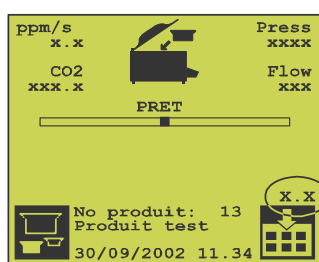 ppm/s Press
x.x xxxx
CO2 Flow
xxx.x xxx
PRET
x.x
No produit: 13
Produit test
30/09/2002 11.34